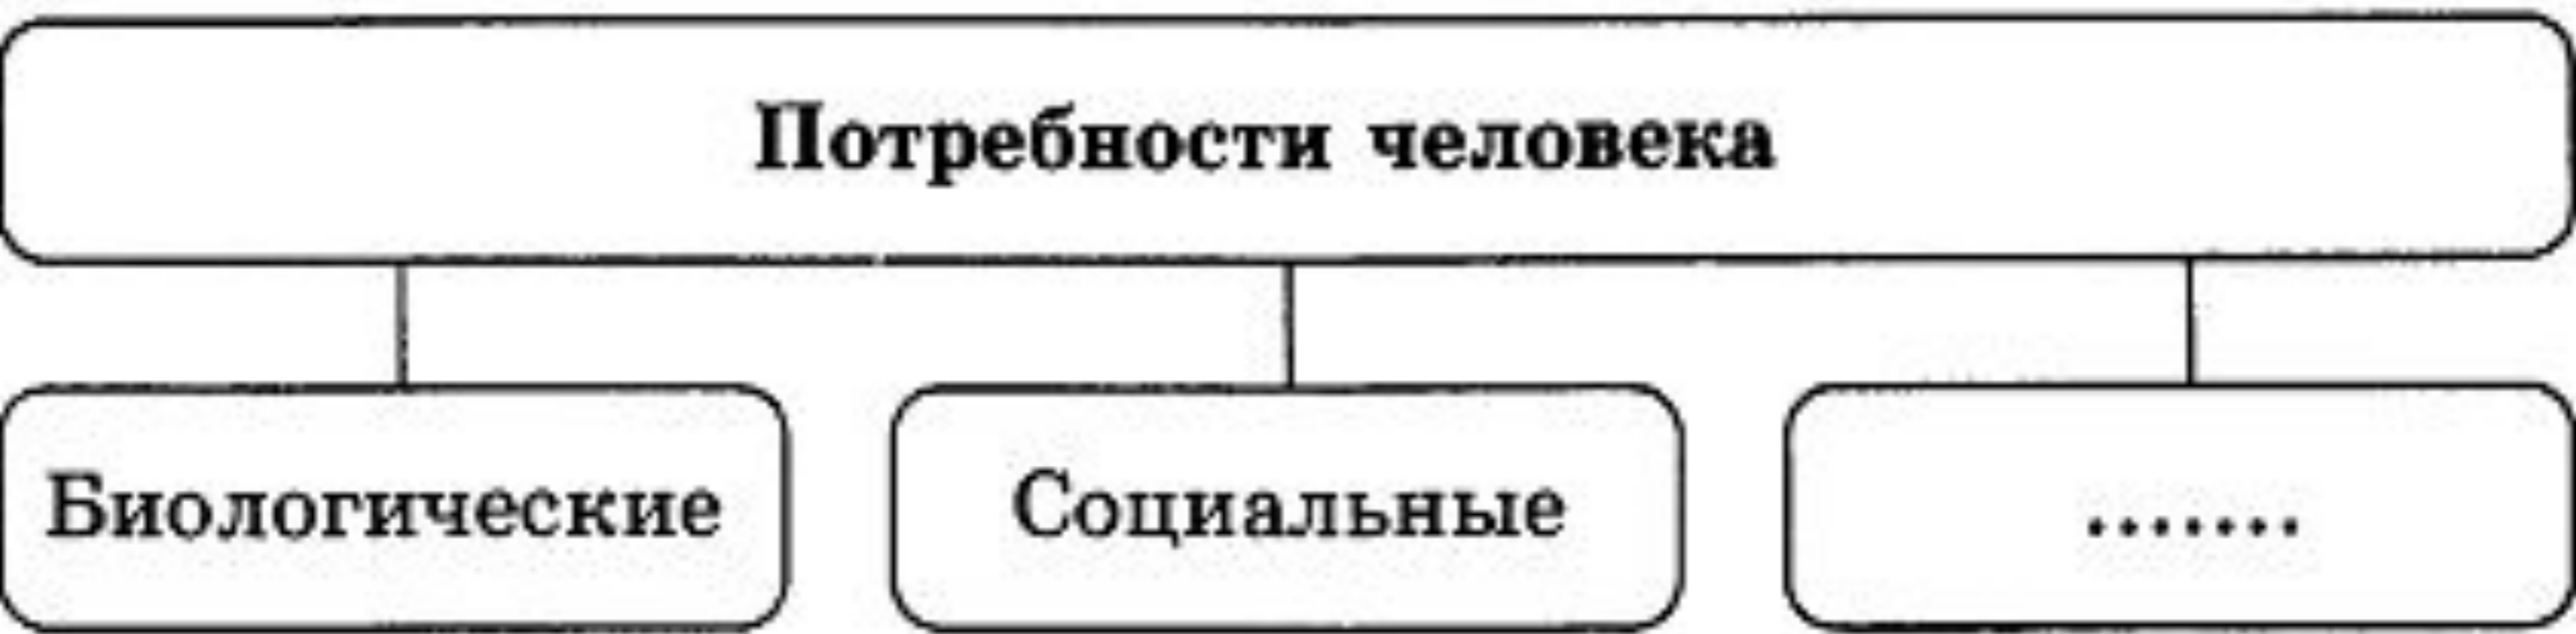 Потребности человека
Биологические
Социальные
.......